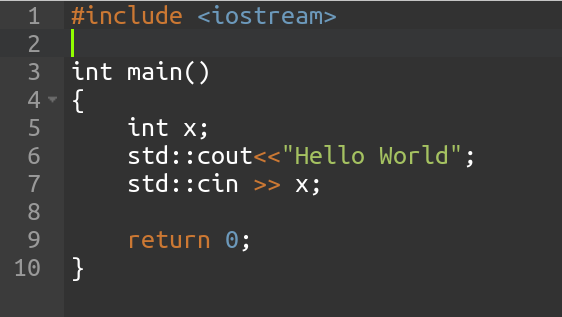 1 #include <iostream>
2
3 int main()
4 {
5     int x;
6     std::cout<<"Hello World";
7     std::cin >> x;
8
9     return 0;
10 }